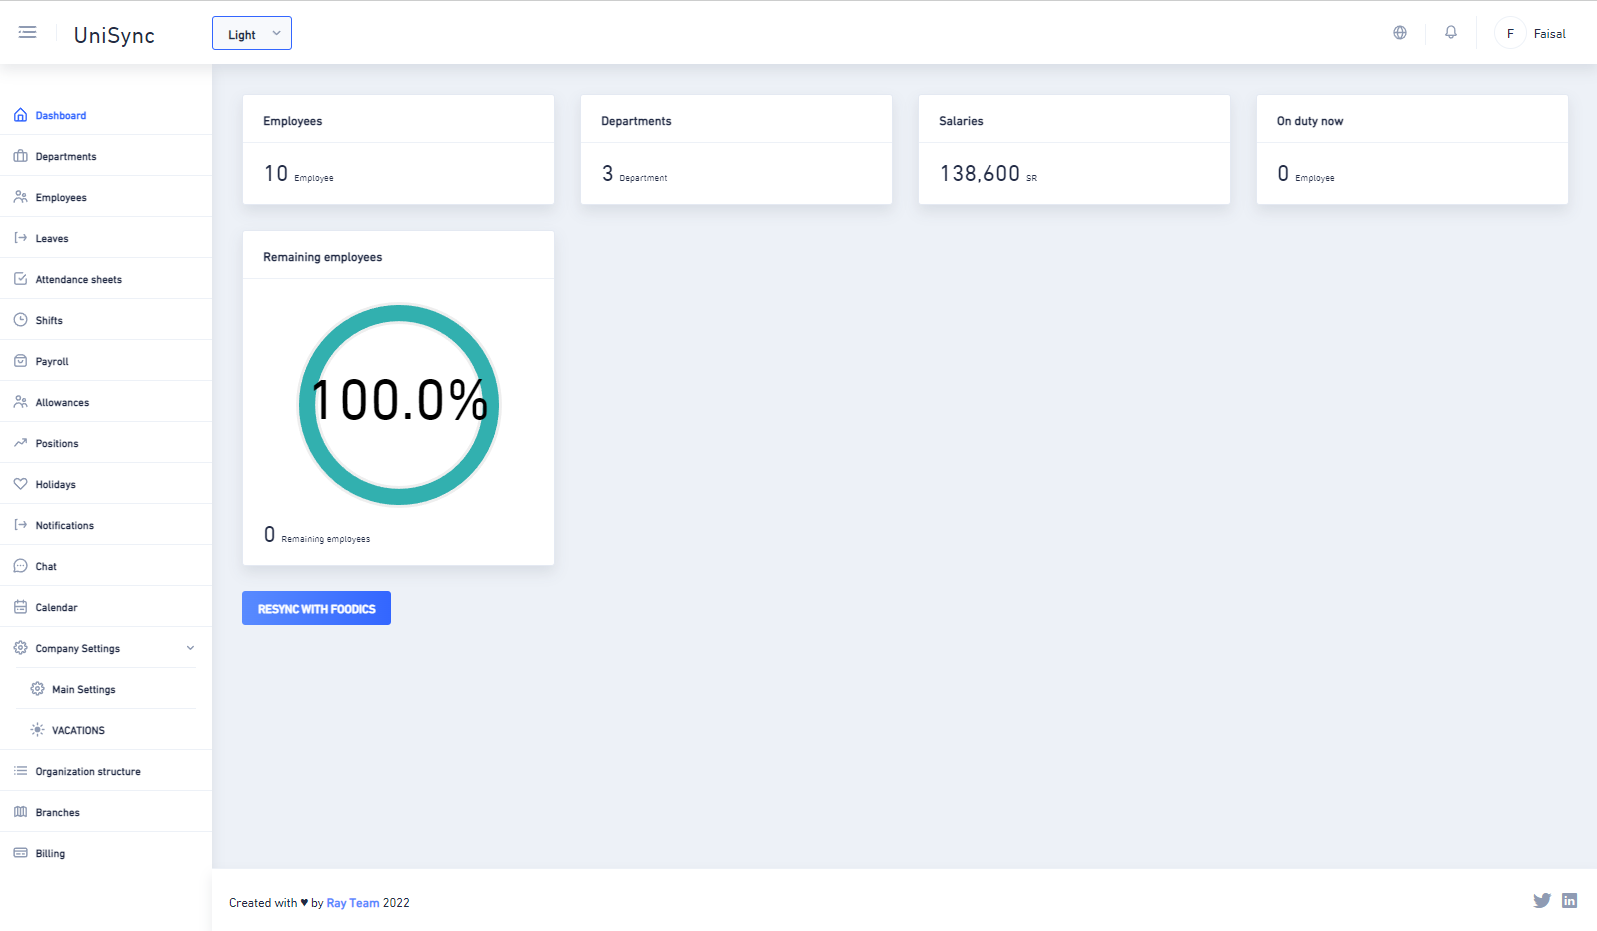 UniSync
Light
F Faisal
Dashboard
Departments
Employees
Leaves
Attendance sheets
Shifts
Payroll
Allowances
Positions
Holidays
Notifications
Chat
Calendar
Company Settings
Main Settings
VACATIONS
Organization structure
Branches
Billing
Employees
10 Employee
Departments
3 Department
Salaries
138,600 SR
On duty now
0 Employee
Remaining employees
100.0%
0 Remaining employees
RESYNC WITH FOODICS
Created with ♥ by Ray Team 2022